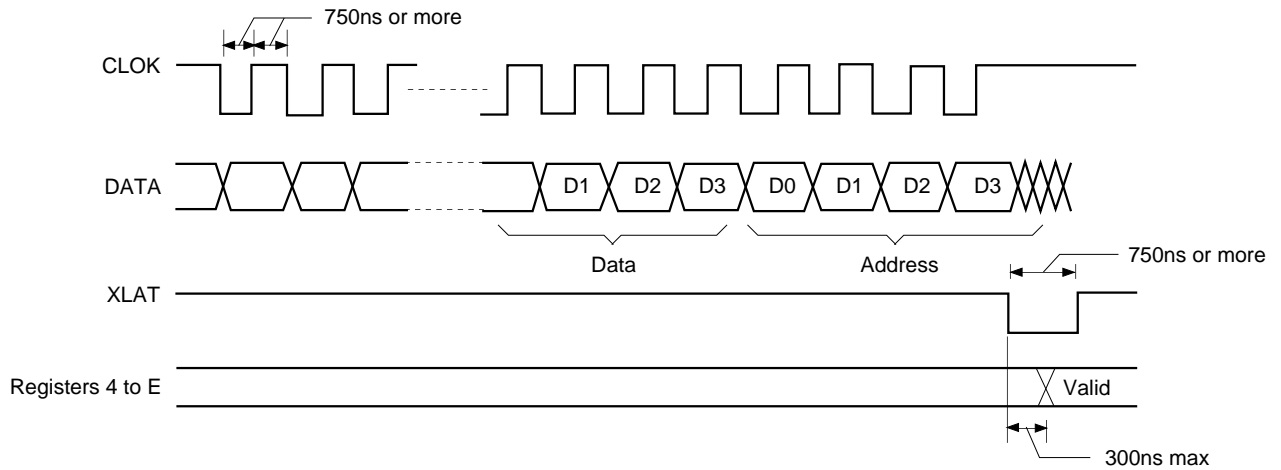 750ns or more
CLOK
DATA
D1 D2 D3 D0 D1 D2 D3
Data Address
750ns or more
XLAT
Registers 4 to E
Valid
300ns max